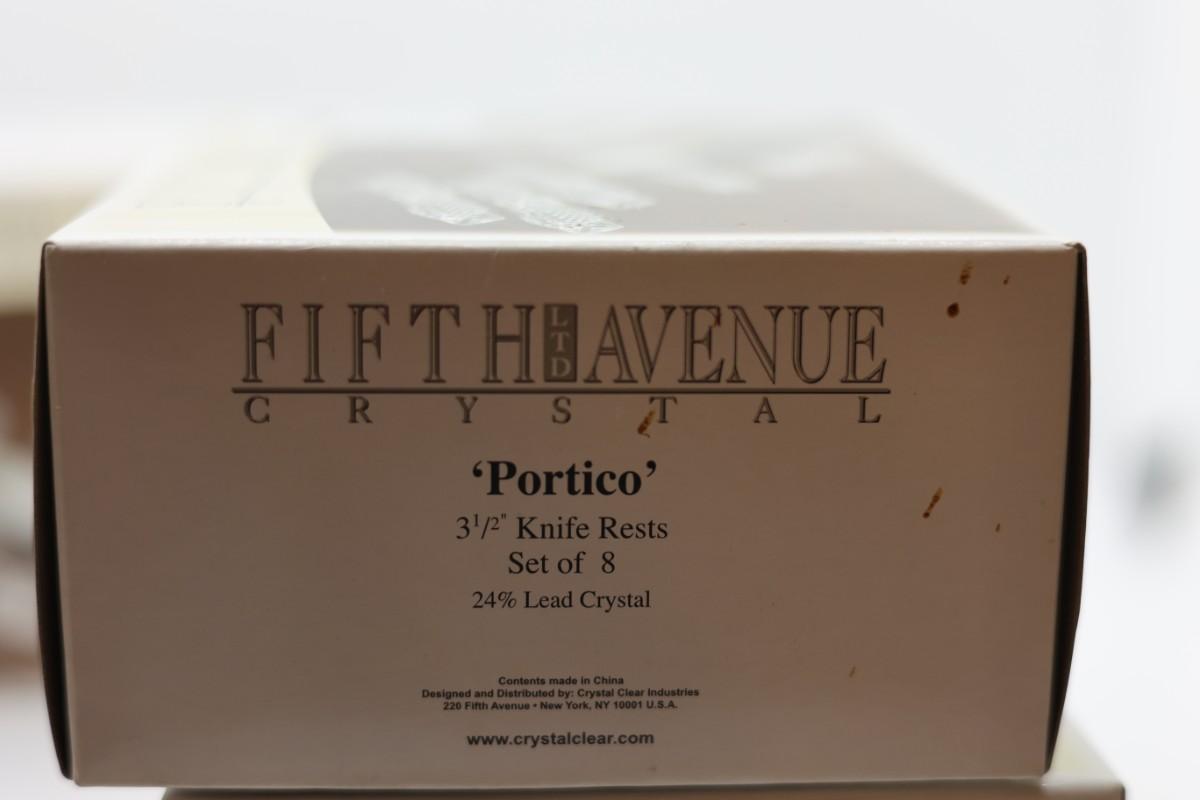 FIFTH LTD AVENUE
CRYSTAL
‘Portico’
3 1/2" Knife Rests
Set of 8
24% Lead Crystal
Contents made in China
Designed and Distributed by: Crystal Clear Industries
220 Fifth Avenue • New York, NY 10001 U.S.A.
www.crystalclear.com